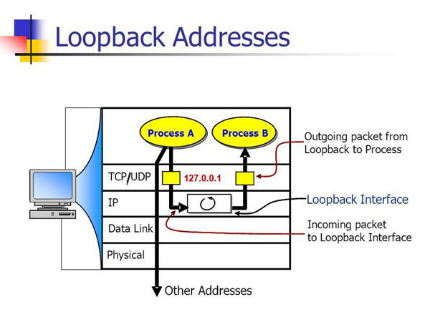 Loopback Addresses
Process A
Process B
Outgoing packet from
Loopback to Process
TCP/UDP
127.0.0.1
IP
Loopback Interface
Incoming packet
to Loopback Interface
Data Link
Physical
Other Addresses